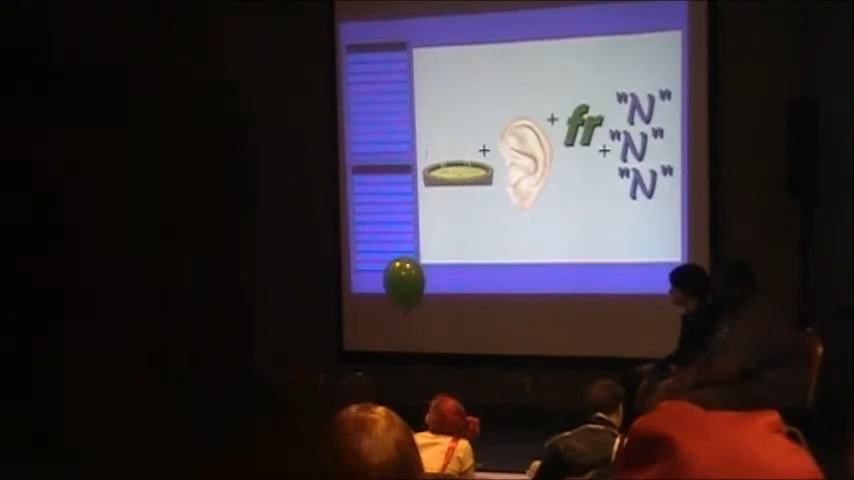 + + fr + "N"
"N"
"N"